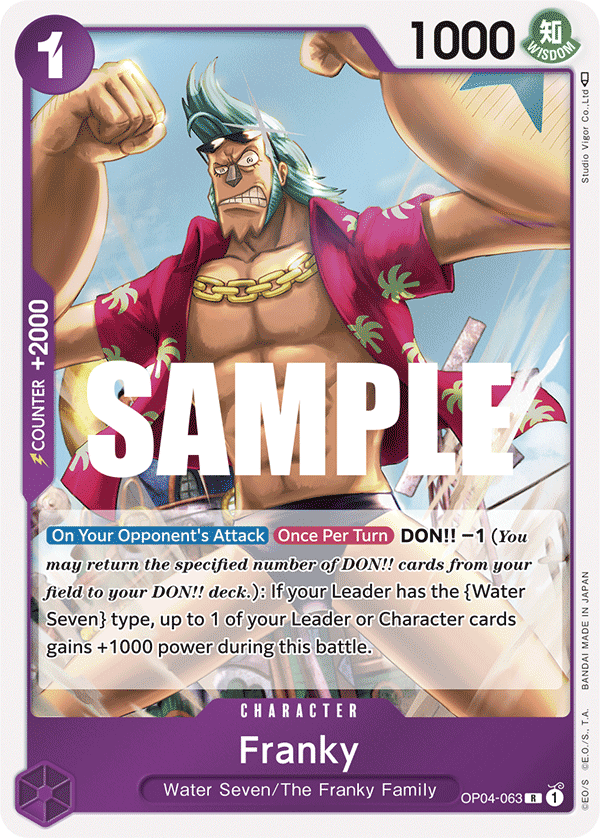 1
1000
知
WISDOM
Studio Vigor Co.,Ltd
COUNTER +2000
SAMPLE
On Your Opponent's Attack Once Per Turn DON!! −1 (You
may return the specified number of DON!! cards from your
field to your DON!! deck.): If your Leader has the {Water
Seven} type, up to 1 of your Leader or Character cards
gains +1000 power during this battle.
CHARACTER
Franky
Water Seven/The Franky Family
OP04-063 R 1
©E.O./S., T.A. BANDAI MADE IN JAPAN
©EO/S